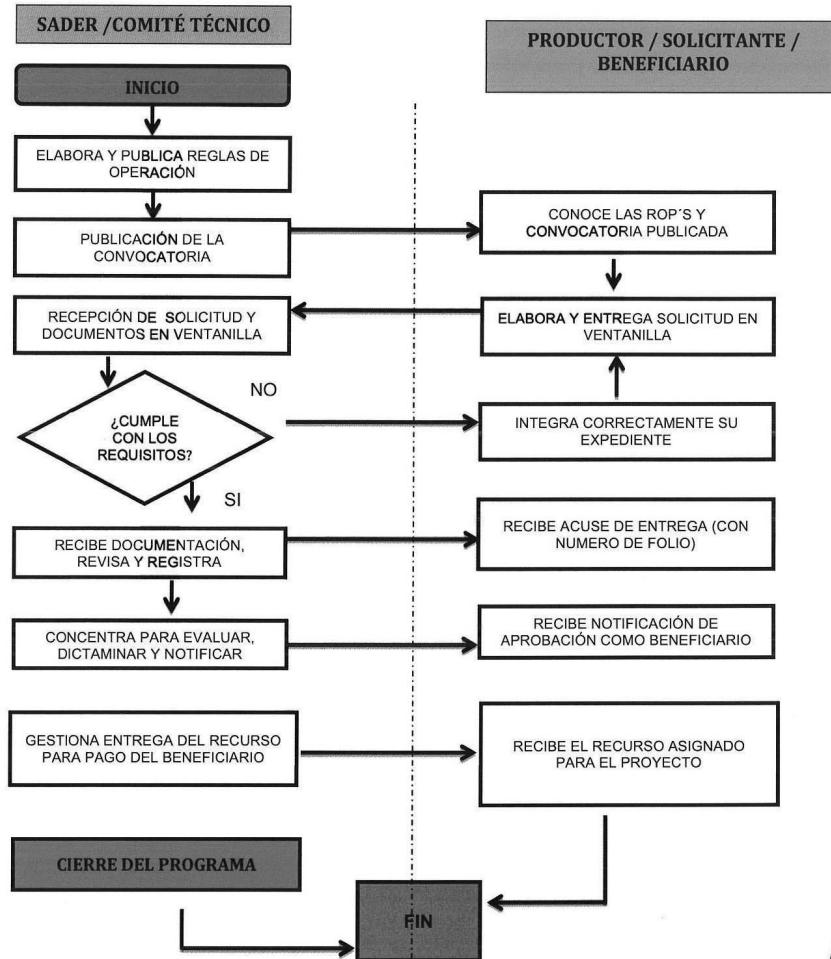 SADER /COMITÉ TÉCNICO
PRODUCTOR / SOLICITANTE /
BENEFICIARIO
INICIO
ELABORA Y PUBLICA REGLAS DE
OPERACIÓN
PUBLICACIÓN DE LA
CONVOCATORIA
CONOCE LAS ROP´S Y
CONVOCATORIA PUBLICADA
RECEPCIÓN DE SOLICITUD Y
DOCUMENTOS EN VENTANILLA
ELABORA Y ENTREGA SOLICITUD EN
VENTANILLA
NO
¿CUMPLE
CON LOS
REQUISITOS?
INTEGRA CORRECTAMENTE SU
EXPEDIENTE
SI
RECIBE DOCUMENTACIÓN,
REVISA Y REGISTRA
RECIBE ACUSE DE ENTREGA (CON
NUMERO DE FOLIO)
CONCENTRA PARA EVALUAR,
DICTAMINAR Y NOTIFICAR
RECIBE NOTIFICACIÓN DE
APROBACIÓN COMO BENEFICIARIO
GESTIONA ENTREGA DEL RECURSO
PARA PAGO DEL BENEFICIARIO
RECIBE EL RECURSO ASIGNADO
PARA EL PROYECTO
CIERRE DEL PROGRAMA
FIN